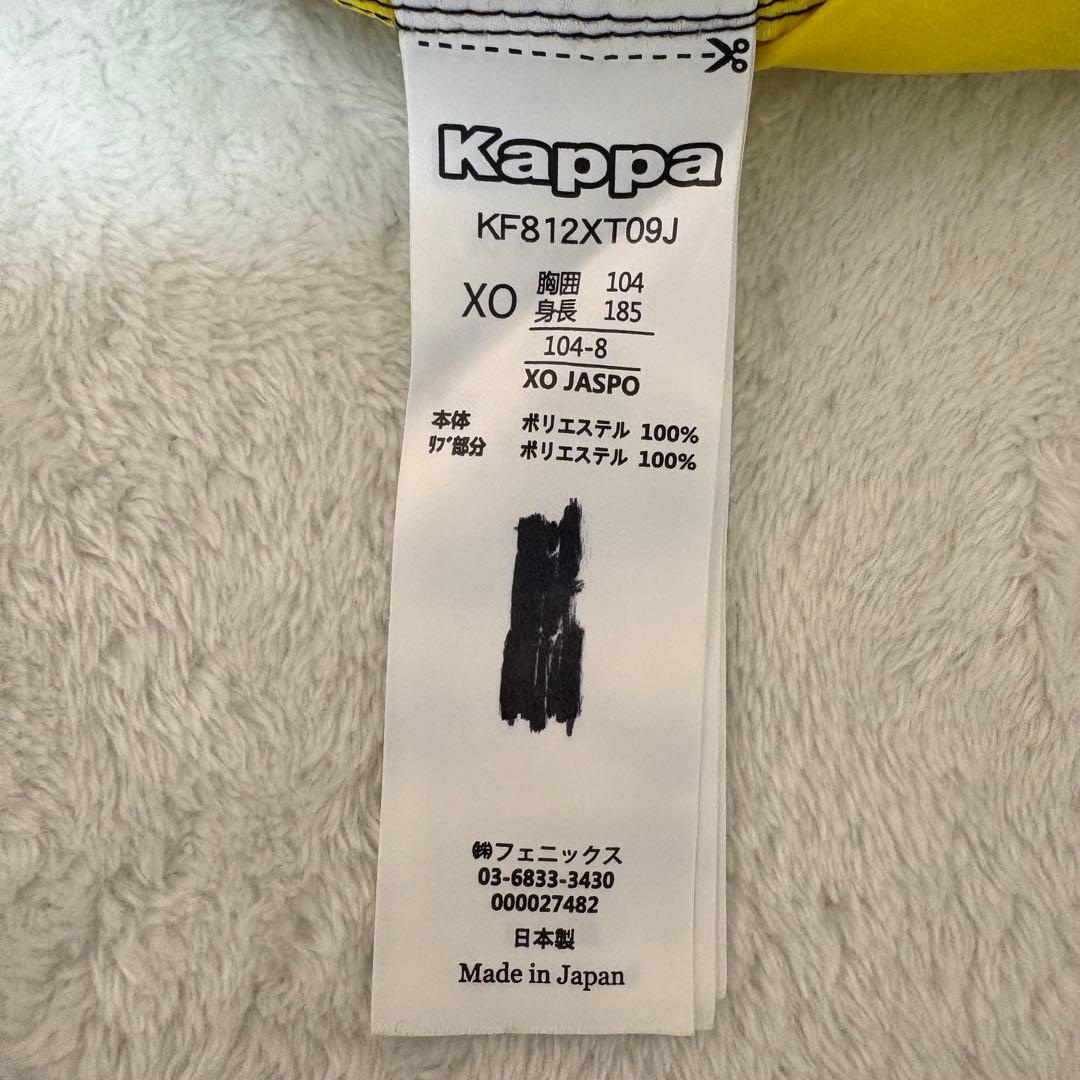 Kappa
KF812XT09J
XO 胸囲 104
身長 185
104-8
XO JASPO
本体 ポリエステル 100%
ﾘﾌﾞ部分 ポリエステル 100%
㈱フェニックス
03-6833-3430
000027482
日本製
Made in Japan